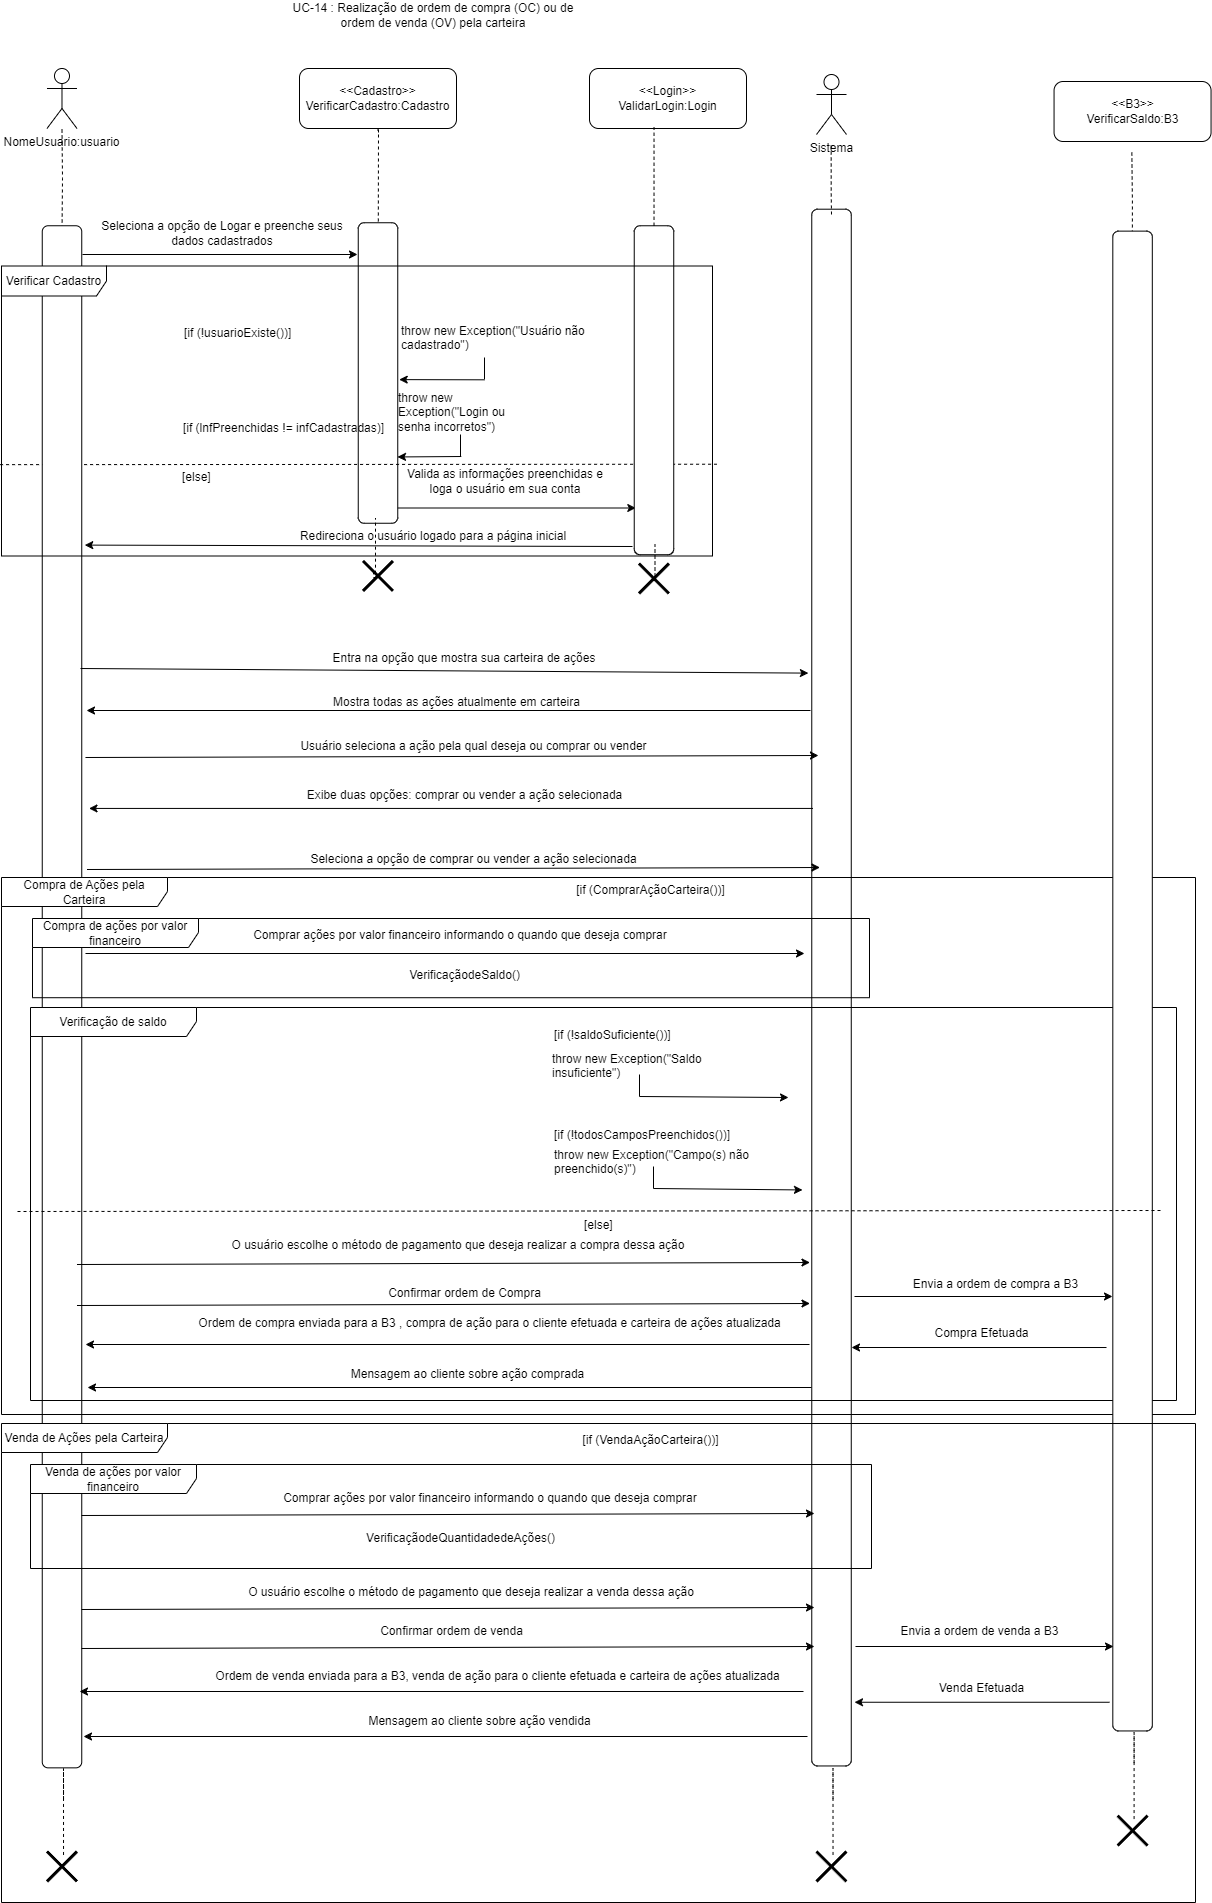 UC-14 : Realização de ordem de compra (OC) ou de
ordem de venda (OV) pela carteira
NomeUsuario:usuario
<<Cadastro>>
VerificarCadastro:Cadastro
<<Login>>
ValidarLogin:Login
Sistema
<<B3>>
VerificarSaldo:B3
Seleciona a opção de Logar e preenche seus
dados cadastrados
Verificar Cadastro
[if (!usuarioExiste())]
throw new Exception("Usuário não
cadastrado")
throw new
Exception("Login ou
senha incorretos")
[if (InfPreenchidas != infCadastradas)]
[else]
Valida as informações preenchidas e
loga o usuário em sua conta
Redireciona o usuário logado para a página inicial
Entra na opção que mostra sua carteira de ações
Mostra todas as ações atualmente em carteira
Usuário seleciona a ação pela qual deseja ou comprar ou vender
Exibe duas opções: comprar ou vender a ação selecionada
Seleciona a opção de comprar ou vender a ação selecionada
Compra de Ações pela
Carteira
[if (ComprarAçãoCarteira())]
Compra de ações por valor
financeiro
Comprar ações por valor financeiro informando o quando que deseja comprar
VerificaçãodeSaldo()
Verificação de saldo
[if (!saldoSuficiente())]
throw new Exception("Saldo
insuficiente")
[if (!todosCamposPreenchidos())]
throw new Exception("Campo(s) não
preenchido(s)")
[else]
O usuário escolhe o método de pagamento que deseja realizar a compra dessa ação
Confirmar ordem de Compra
Envia a ordem de compra a B3
Ordem de compra enviada para a B3 , compra de ação para o cliente efetuada e carteira de ações atualizada
Compra Efetuada
Mensagem ao cliente sobre ação comprada
Venda de Ações pela Carteira
[if (VendaAçãoCarteira())]
Venda de ações por valor
financeiro
Comprar ações por valor financeiro informando o quando que deseja comprar
VerificaçãodeQuantidadedeAções()
O usuário escolhe o método de pagamento que deseja realizar a venda dessa ação
Confirmar ordem de venda
Envia a ordem de venda a B3
Ordem de venda enviada para a B3, venda de ação para o cliente efetuada e carteira de ações atualizada
Venda Efetuada
Mensagem ao cliente sobre ação vendida